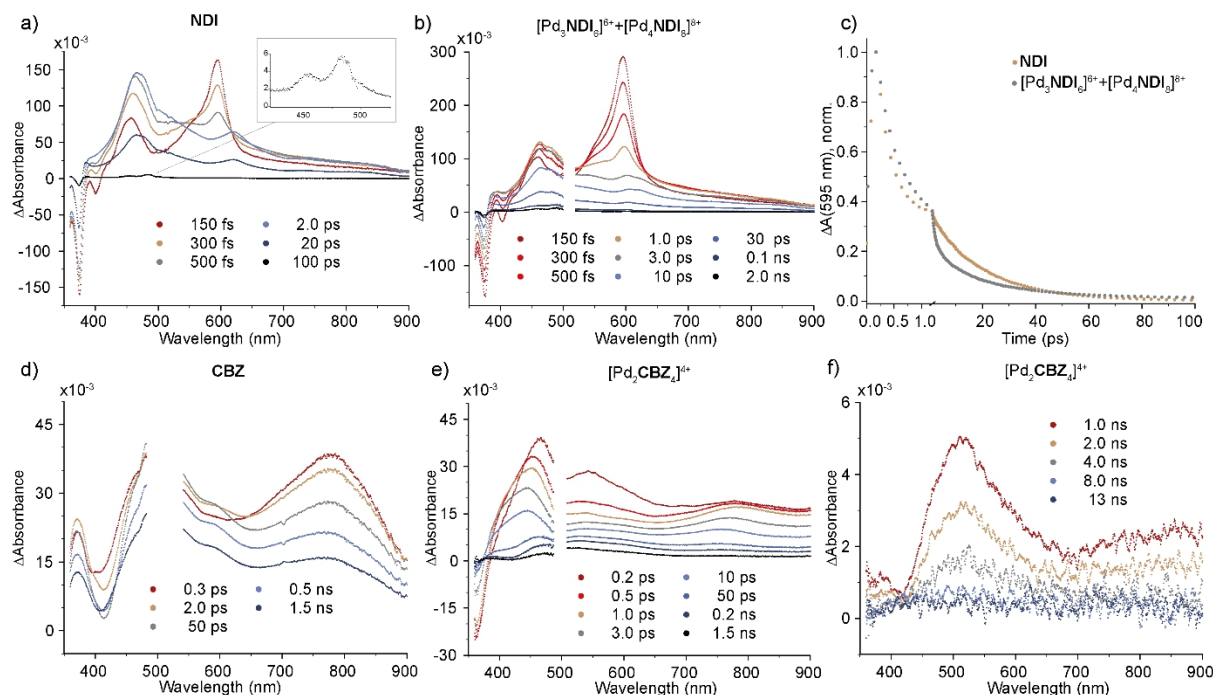 a) NDI
x10⁻³
ΔAbsorbance
150
100
50
0
-50
-100
-150
6
4
2
450 500
150 fs 2.0 ps
300 fs 20 ps
500 fs 100 ps
400 500 600 700 800 900
Wavelength (nm)
b) [Pd₃NDI₆]⁶⁺+[Pd₄NDI₈]⁸⁺
x10⁻³
ΔAbsorbance
300
200
100
0
-100
150 fs 1.0 ps 30 ps
300 fs 3.0 ps 0.1 ns
500 fs 10 ps 2.0 ns
400 500 600 700 800 900
Wavelength (nm)
c)
ΔA(595 nm), norm.
1.0
0.8
0.6
0.4
0.2
0.0
NDI
[Pd₃NDI₆]⁶⁺+[Pd₄NDI₈]⁸⁺
0.0 0.5 1.0 20 40 60 80 100
Time (ps)
d) CBZ
x10⁻³
ΔAbsorbance
45
30
15
0
0.3 ps 0.5 ns
2.0 ps 1.5 ns
50 ps
400 500 600 700 800 900
Wavelength (nm)
e) [Pd₂CBZ₄]⁴⁺
x10⁻³
ΔAbsorbance
45
30
15
0
-15
-30
0.2 ps 10 ps
0.5 ps 50 ps
1.0 ps 0.2 ns
3.0 ps 1.5 ns
400 500 600 700 800 900
Wavelength (nm)
f) [Pd₂CBZ₄]⁴⁺
x10⁻³
ΔAbsorbance
6
4
2
0
1.0 ns
2.0 ns
4.0 ns
8.0 ns
13 ns
400 500 600 700 800 900
Wavelength (nm)